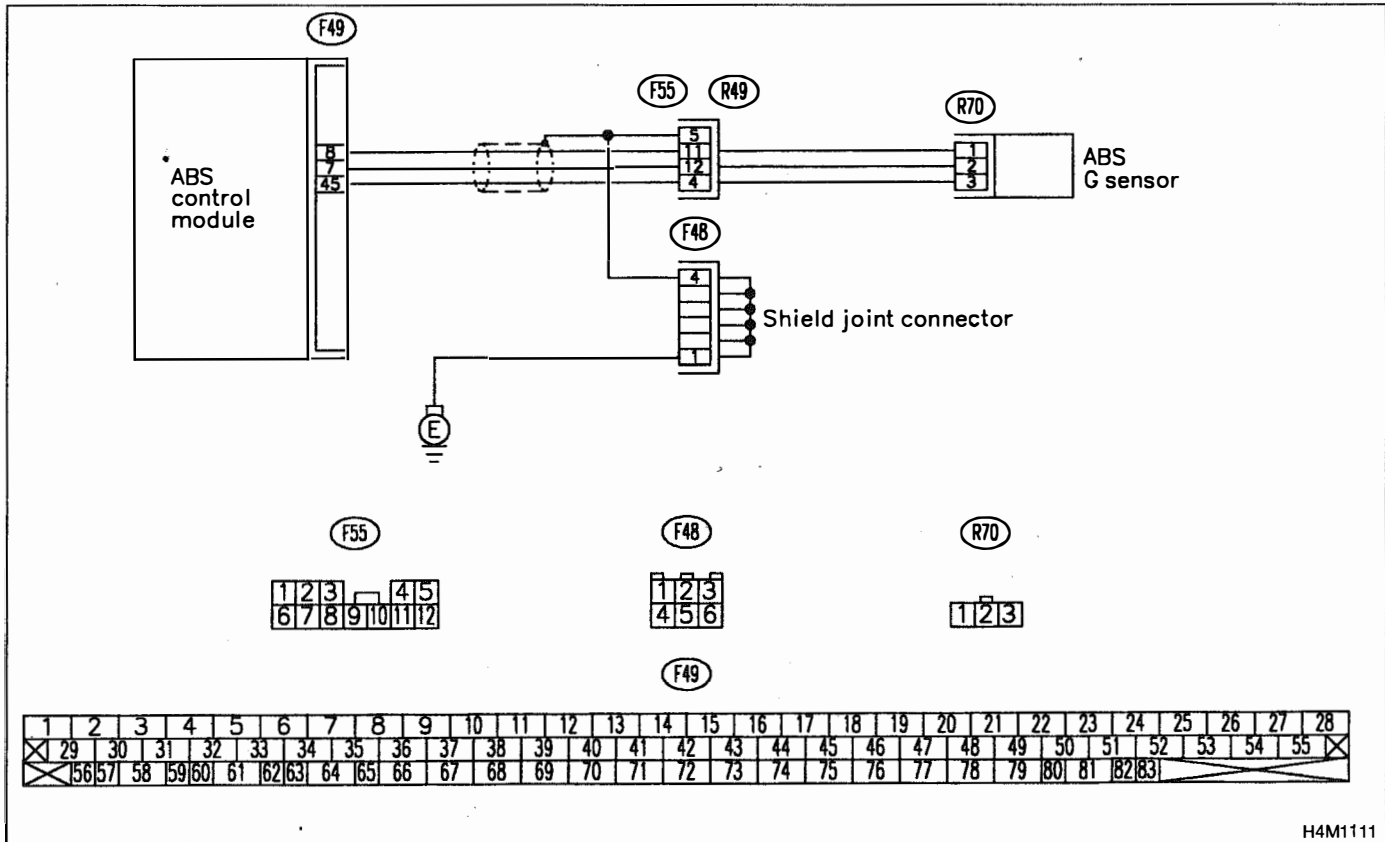 F49
F55 R49
R70
ABS
control
module
8
7
45
5
11
12
4
1
2
3
ABS
G sensor
F48
4
1
Shield joint connector
E
F55
F48
R70
1 2 3 4 5
6 7 8 9 10 11 12
1 2 3
4 5 6
1 2 3
F49
1 2 3 4 5 6 7 8 9 10 11 12 13 14 15 16 17 18 19 20 21 22 23 24 25 26 27 28
29 30 31 32 33 34 35 36 37 38 39 40 41 42 43 44 45 46 47 48 49 50 51 52 53 54 55
56 57 58 59 60 61 62 63 64 65 66 67 68 69 70 71 72 73 74 75 76 77 78 79 80 81 82 83
H4M1111